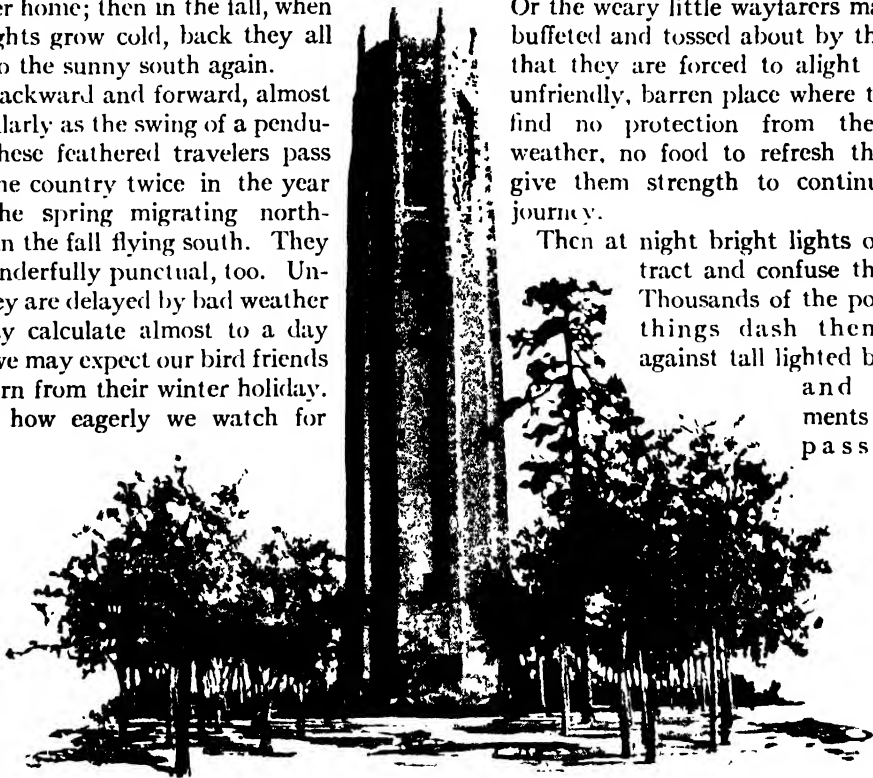 er home; then in the fall, when
ghts grow cold, back they all
o the sunny south again.
ackward and forward, almost
larly as the swing of a pendu-
hese feathered travelers pass
he country twice in the year
he spring migrating north-
n the fall flying south. They
nderfully punctual, too. Un-
ey are delayed by bad weather
y calculate almost to a day
we may expect our bird friends
rn from their winter holiday.
how eagerly we watch for
Or the weary little wayfarers ma
buffeted and tossed about by th
that they are forced to alight
unfriendly, barren place where t
find no protection from the
weather, no food to refresh th
give them strength to continu
journey.
Then at night bright lights o
tract and confuse th
Thousands of the po
things dash them
against tall lighted b
and
ments
pass